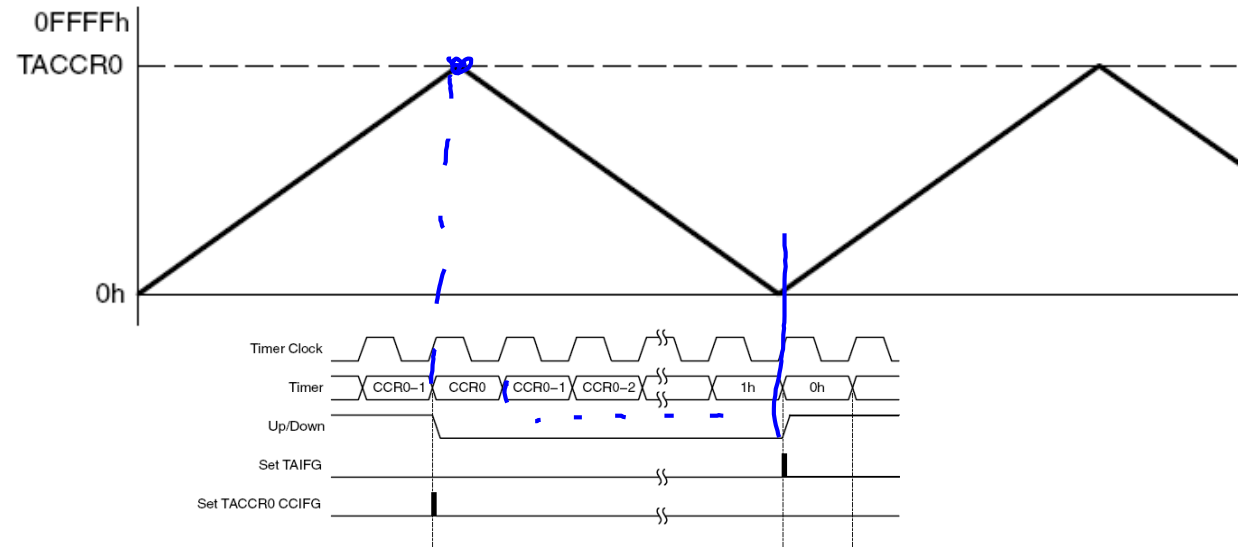 0FFFFh
TACCR0
0h
Timer Clock
Timer CCR0–1 CCR0 CCR0–1 CCR0–2 1h 0h
Up/Down
Set TAIFG
Set TACCR0 CCIFG